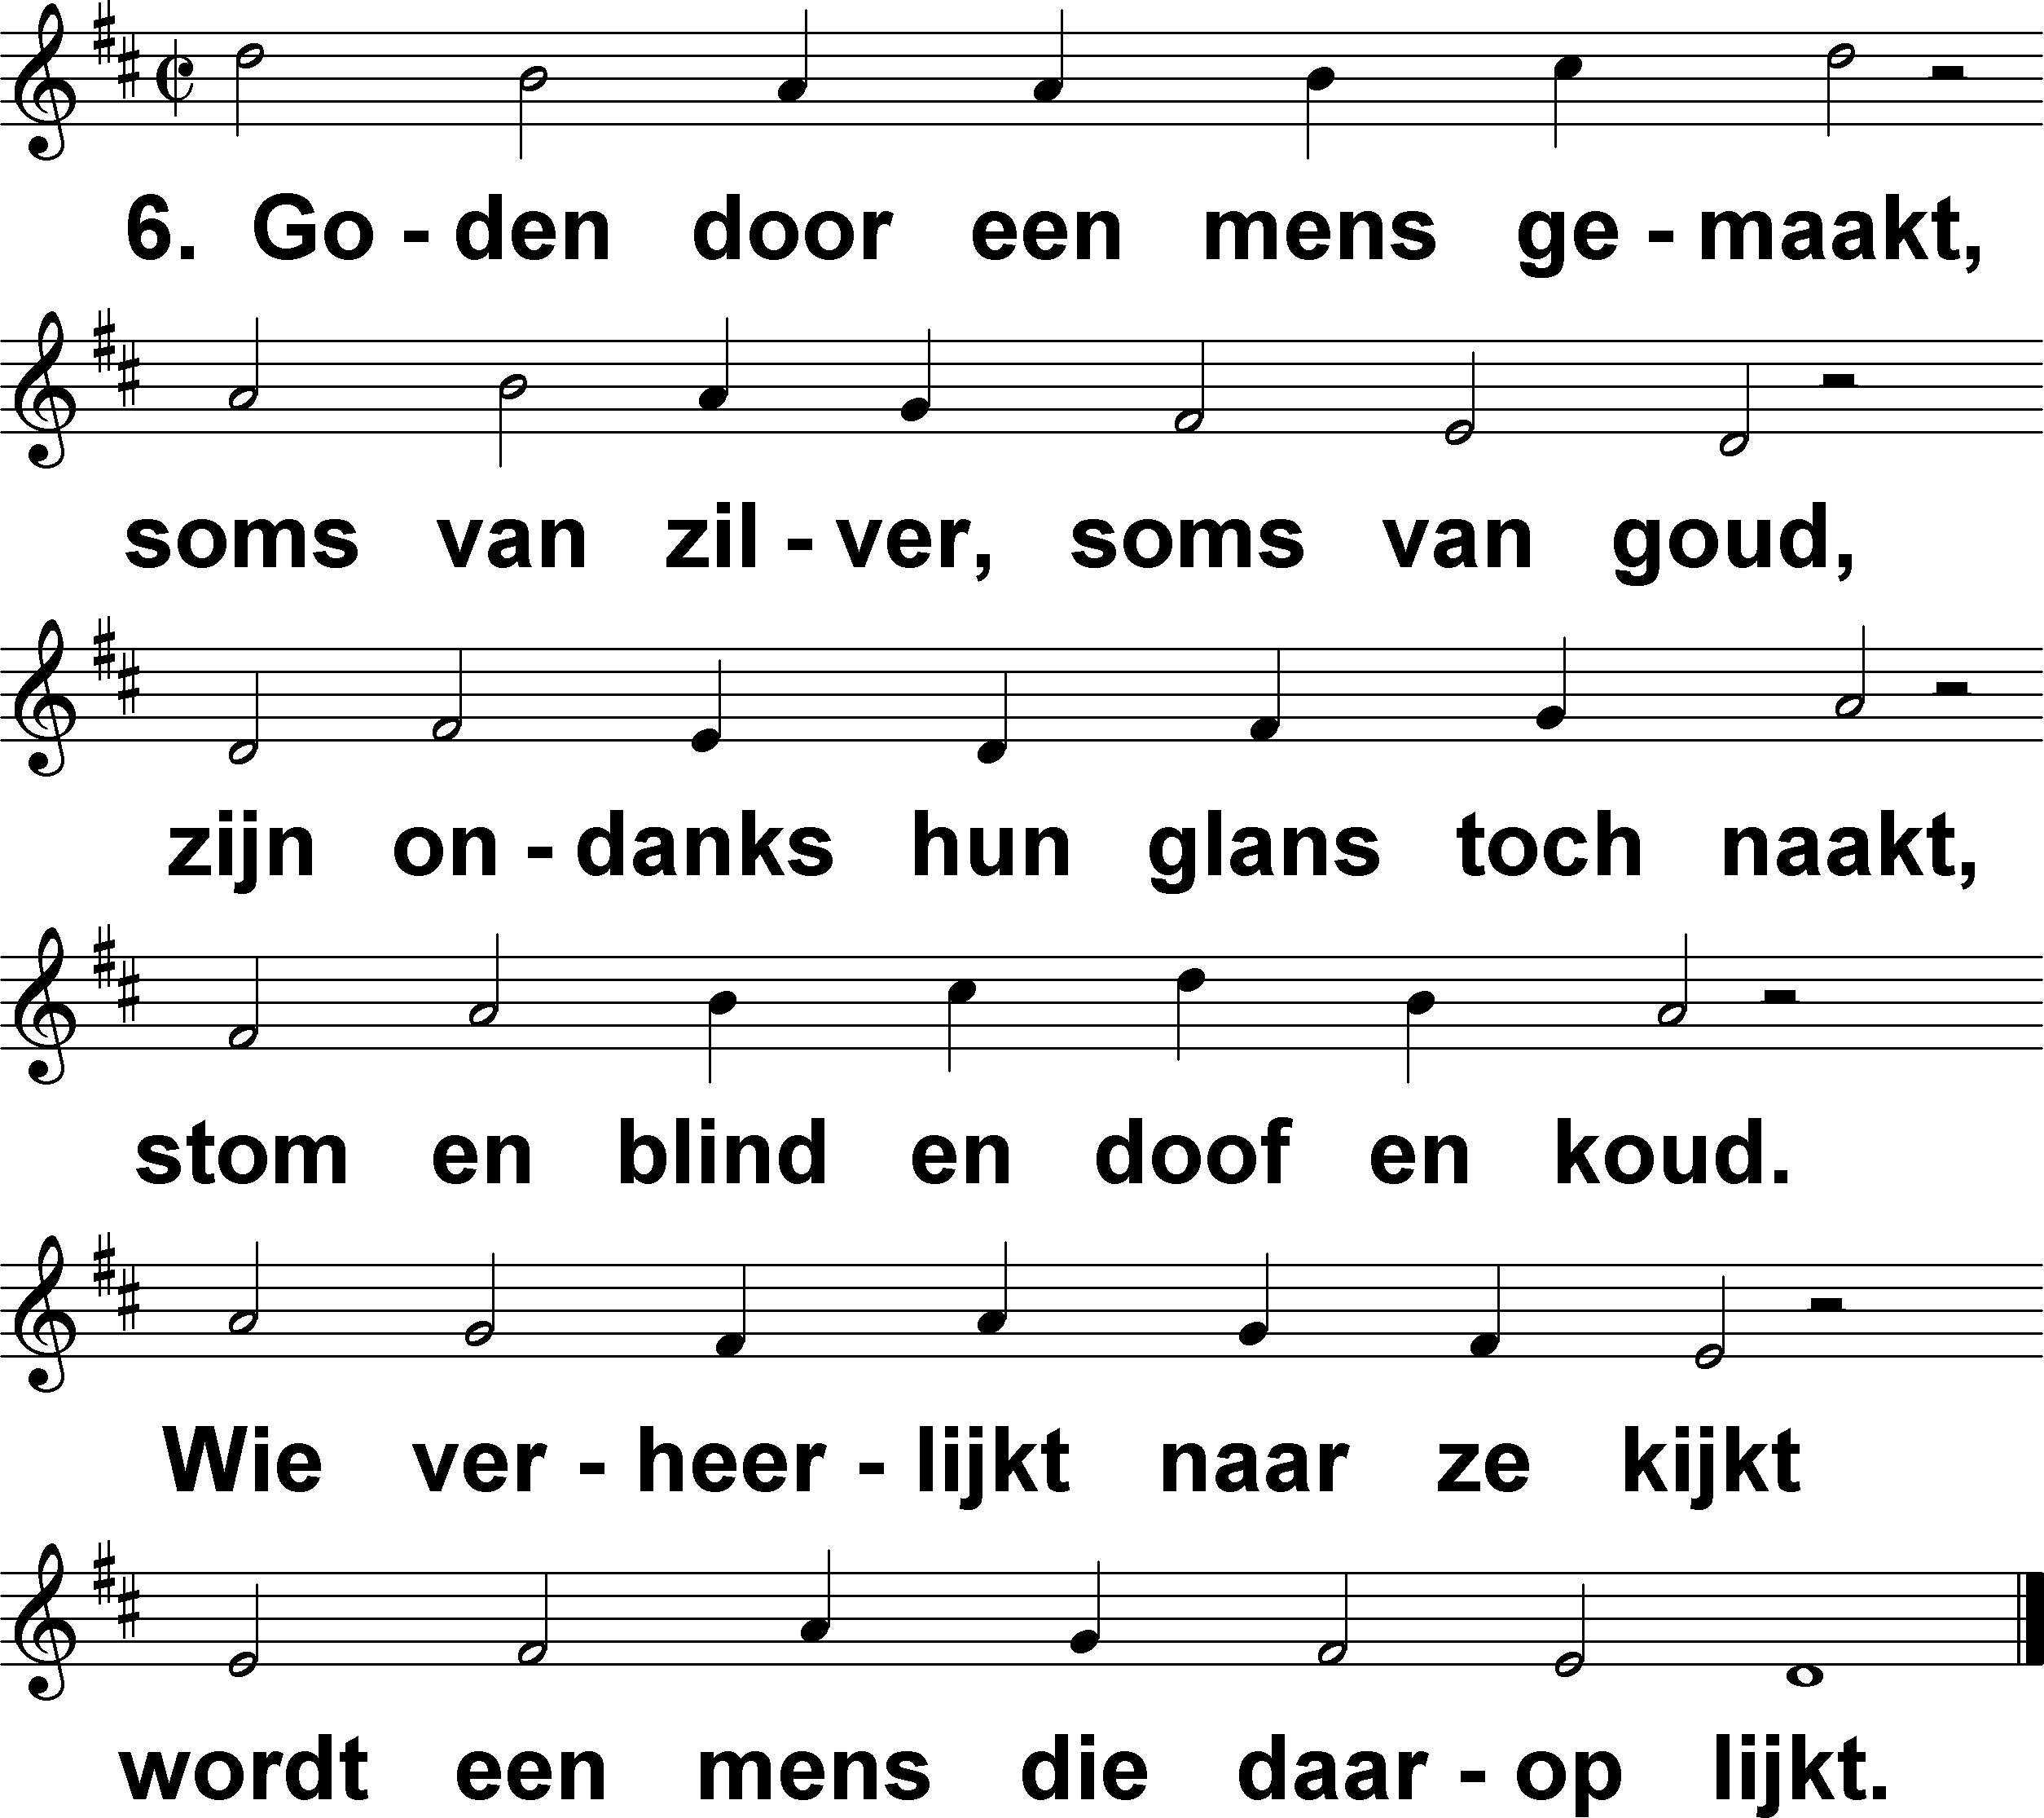 6. Go - den door een mens ge - maakt,
soms van zil - ver, soms van goud,
zijn on - danks hun glans toch naakt,
stom en blind en doof en koud.
Wie ver - heer - lijkt naar ze kijkt
wordt een mens die daar - op lijkt.